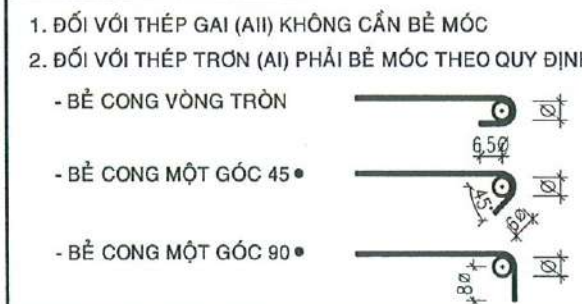 1. ĐỐI VỚI THÉP GAI (AII) KHÔNG CẦN BẺ MÓC
2. ĐỐI VỚI THÉP TRƠN (AI) PHẢI BẺ MÓC THEO QUY ĐỊNH
- BẺ CONG VÒNG TRÒN
Ø
6,5Ø
- BẺ CONG MỘT GÓC 45•
Ø
45°
6Ø
- BẺ CONG MỘT GÓC 90•
Ø
8Ø